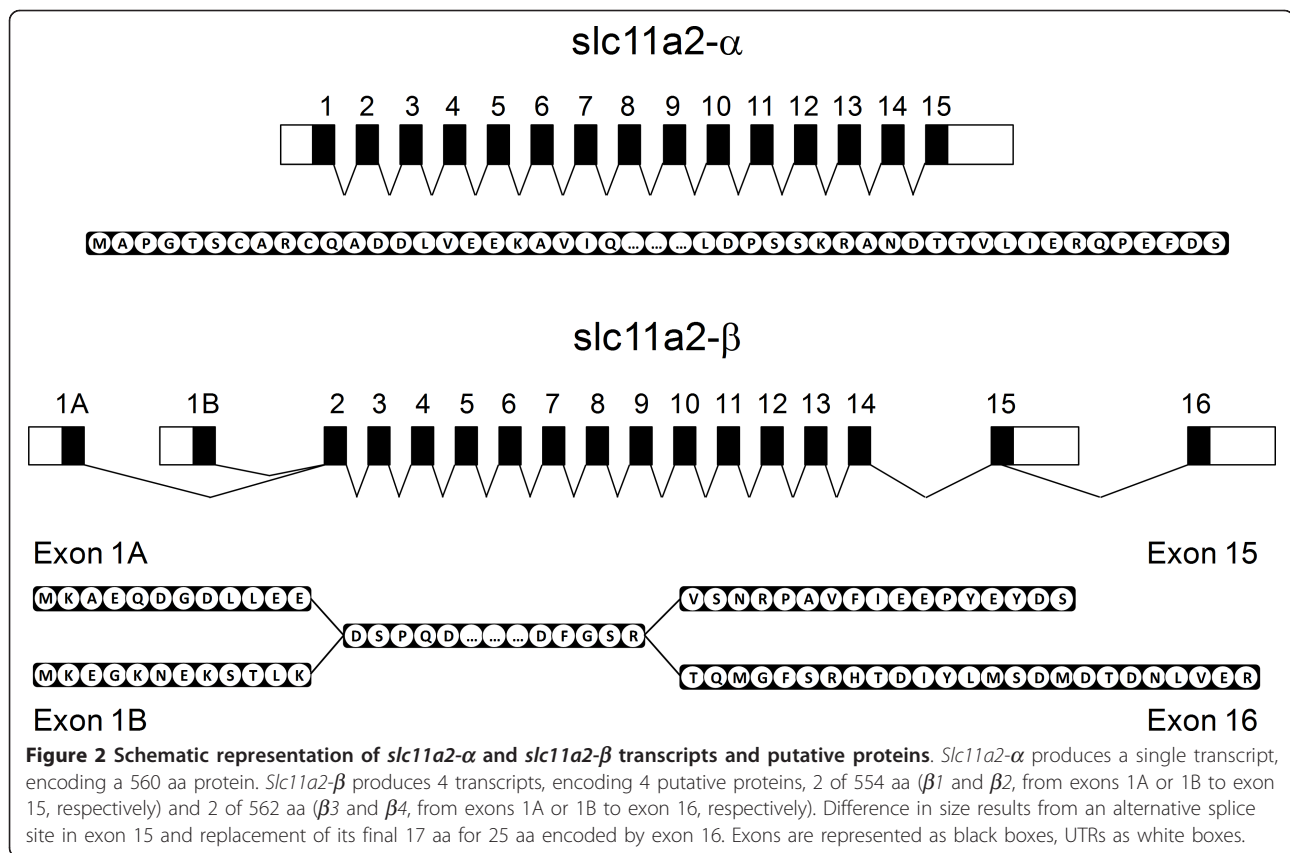 slc11a2-α
1 2 3 4 5 6 7 8 9 10 11 12 13 14 15
MAPGTSCARCQADDLVEEKAVIQ… … …LDPSSKRANDTTVLIERQPEFDS
slc11a2-β
1A 1B 2 3 4 5 6 7 8 9 10 11 12 13 14 15 16
Exon 1A Exon 15
MKAEQDGDLLEE VSNRPAVFIEEPYEYDS
DSPQD… … …DFGSR
MKEGKNEKSTLK TQMGFSRHTDIYLMSDMDTDNLVER
Exon 1B Exon 16
Figure 2 Schematic representation of slc11a2-α and slc11a2-β transcripts and putative proteins. Slc11a2-α produces a single transcript,
encoding a 560 aa protein. Slc11a2-β produces 4 transcripts, encoding 4 putative proteins, 2 of 554 aa (β1 and β2, from exons 1A or 1B to exon
15, respectively) and 2 of 562 aa (β3 and β4, from exons 1A or 1B to exon 16, respectively). Difference in size results from an alternative splice
site in exon 15 and replacement of its final 17 aa for 25 aa encoded by exon 16. Exons are represented as black boxes, UTRs as white boxes.